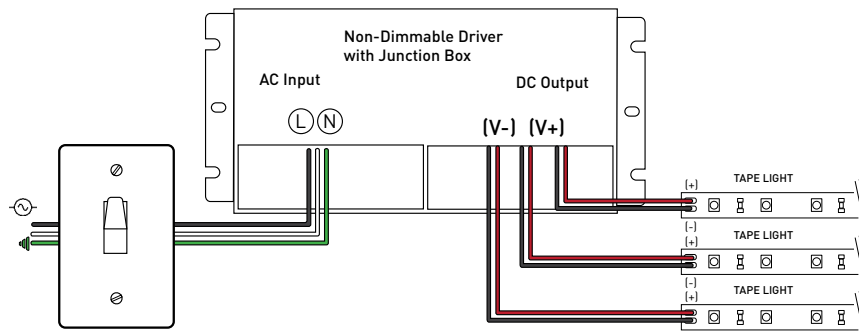 Non-Dimmable Driver
with Junction Box
AC Input
DC Output
L N
(V-) (V+)
TAPE LIGHT
(+)
(-)
TAPE LIGHT
(+)
(-)
TAPE LIGHT
(+)